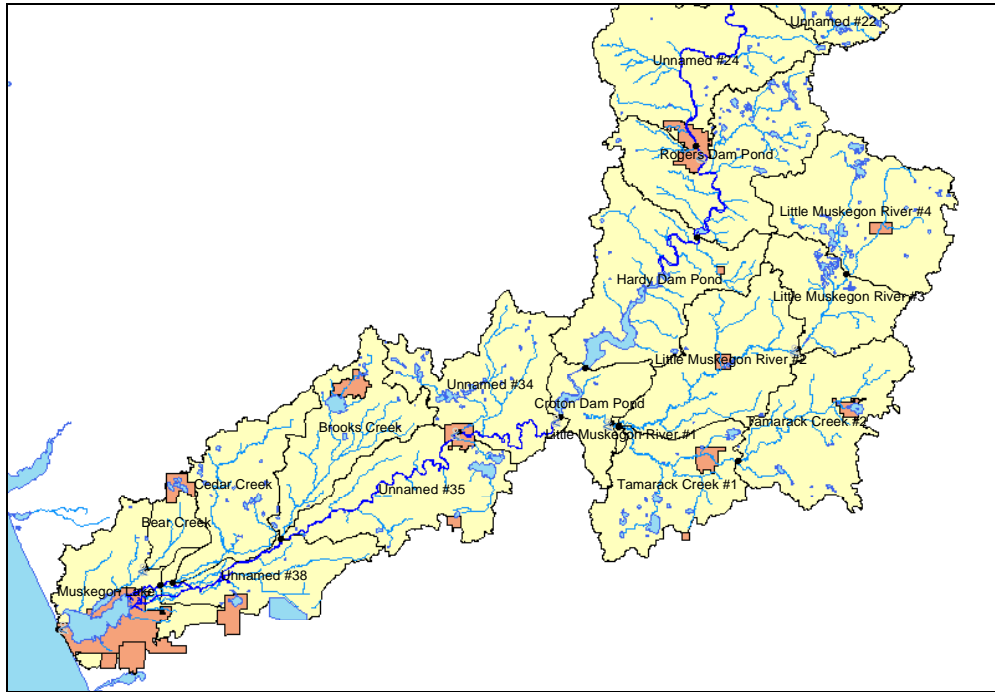 Unnamed #22
Unnamed #24
Rogers Dam Pond
Little Muskegon River #4
Hardy Dam Pond
Little Muskegon River #3
Little Muskegon River #2
Unnamed #34
Croton Dam Pond
Brooks Creek
Tamarack Creek #2
Little Muskegon River #1
Cedar Creek
Unnamed #35
Tamarack Creek #1
Bear Creek
Unnamed #38
Muskegon Lake